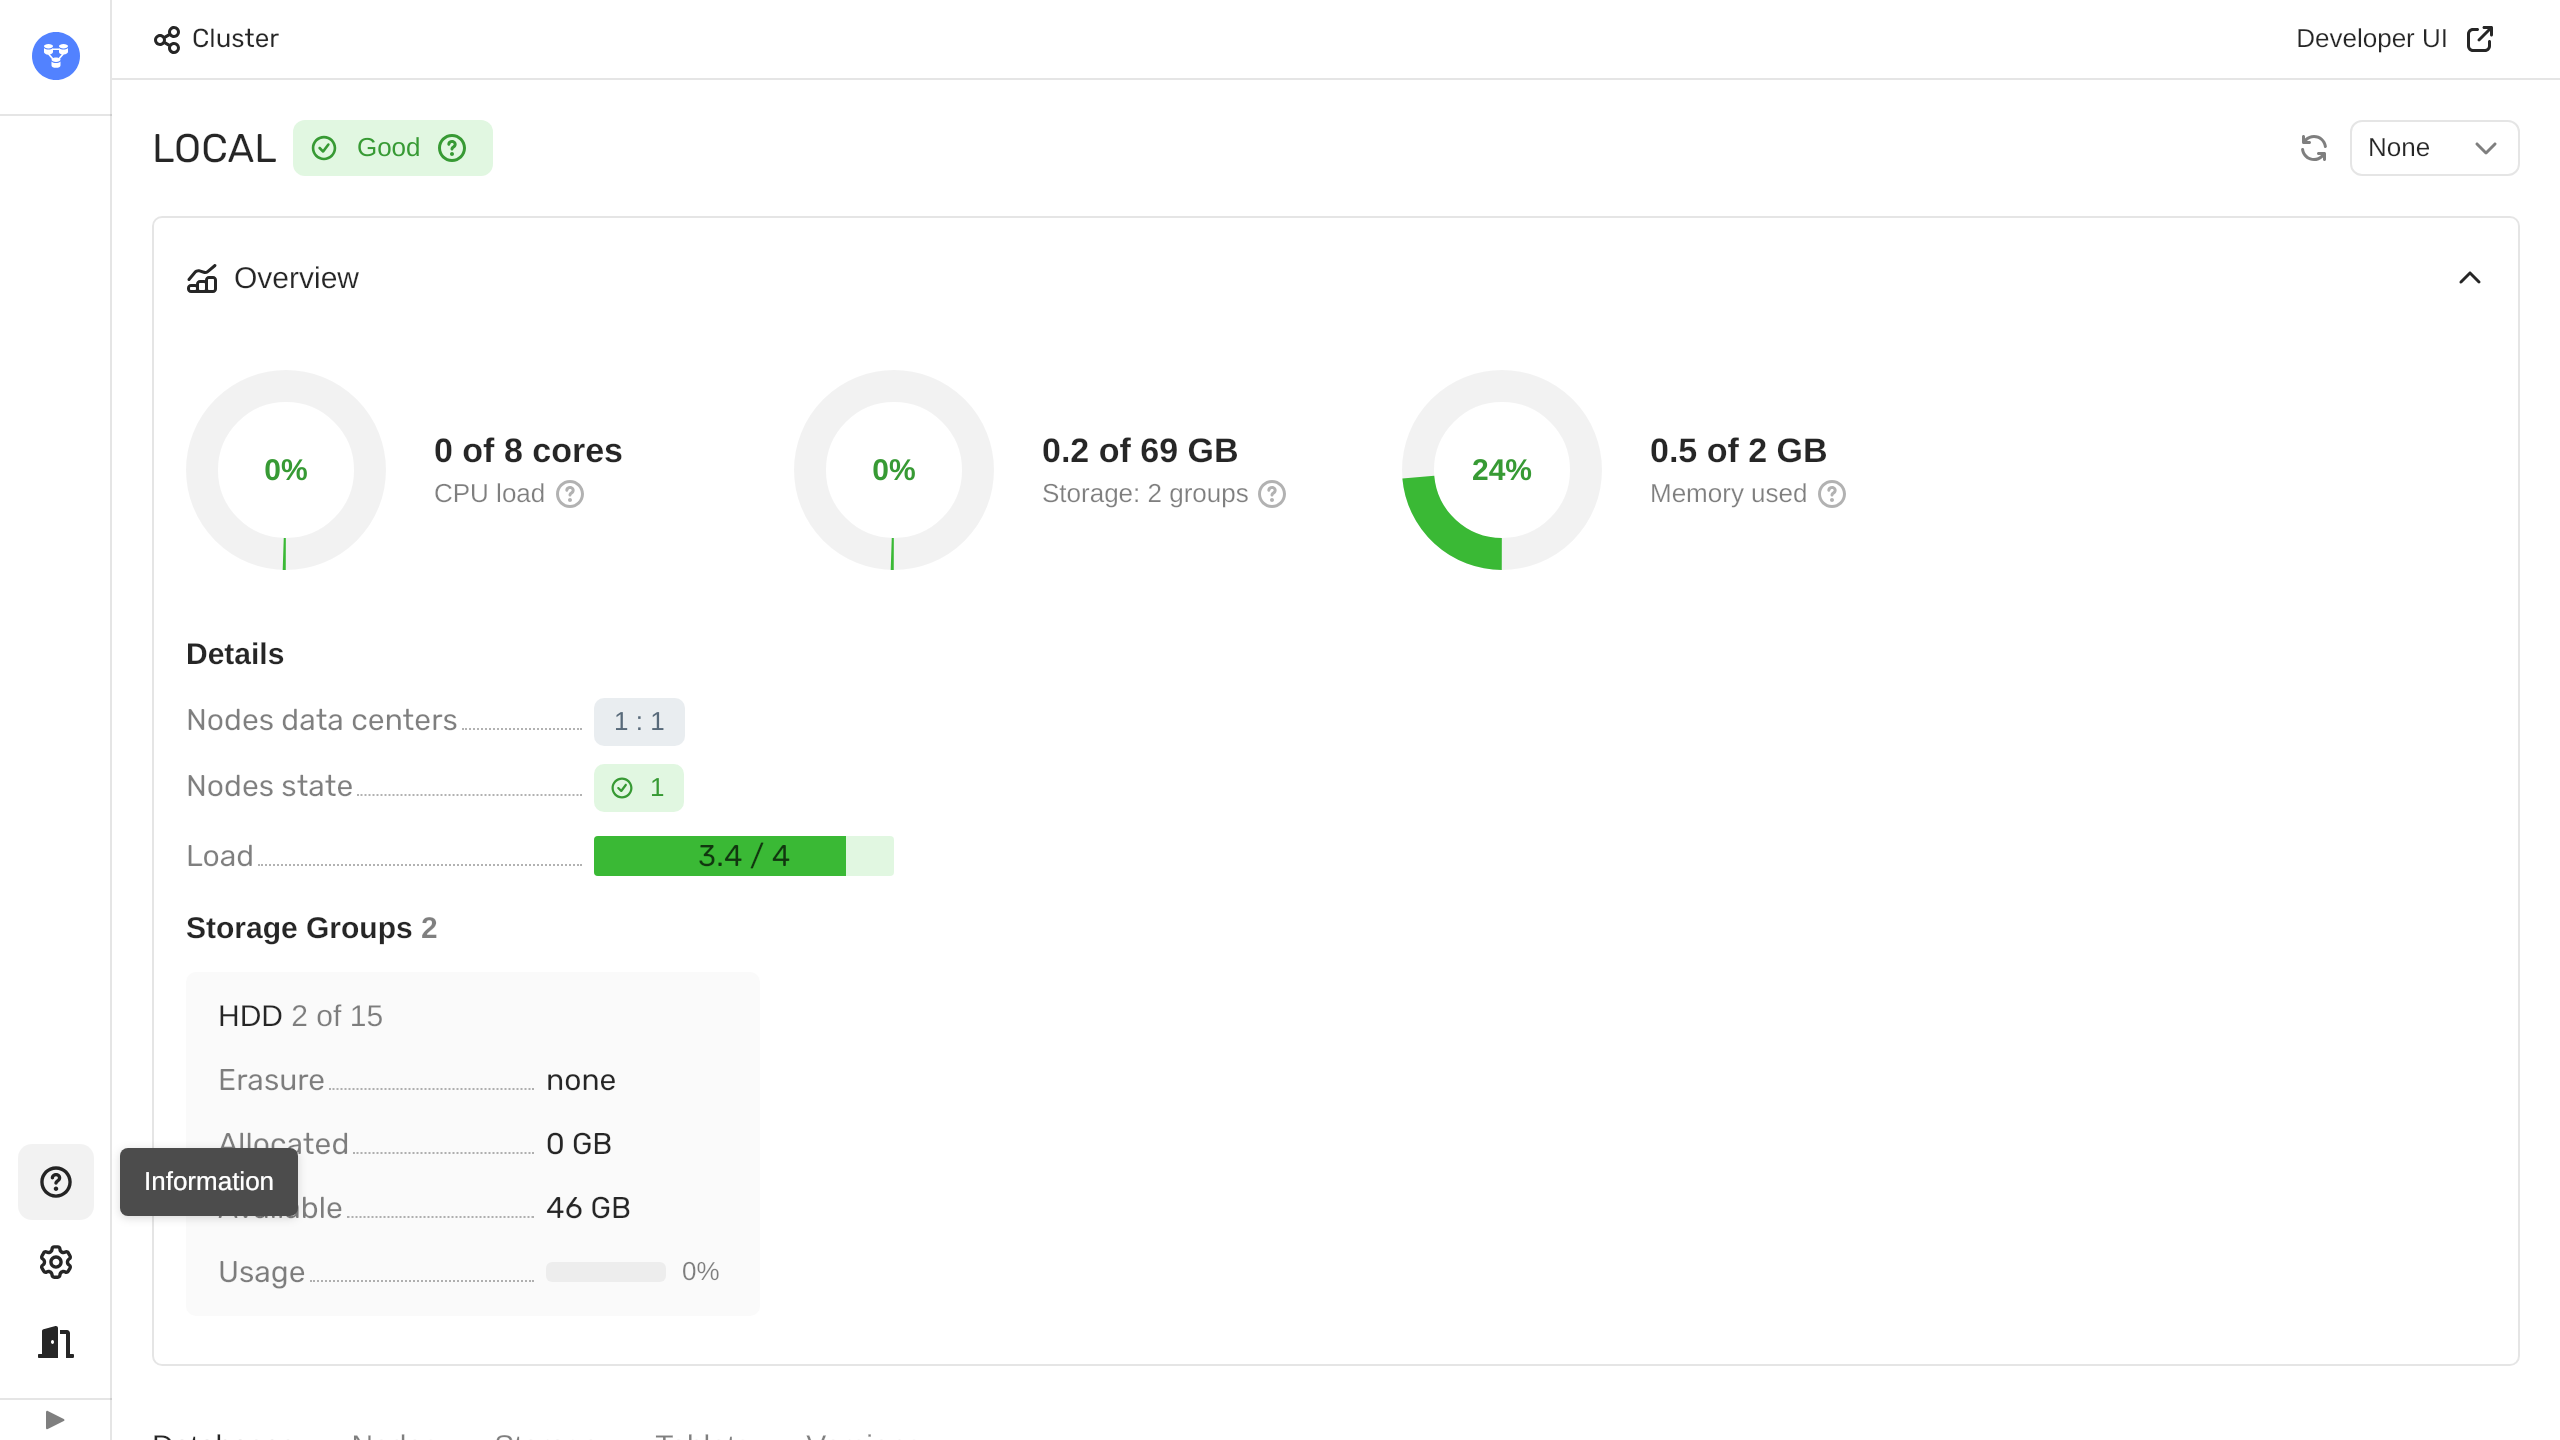 Cluster
Developer UI
LOCAL
Good
None
Overview
0%
0 of 8 cores
CPU load
0%
0.2 of 69 GB
Storage: 2 groups
24%
0.5 of 2 GB
Memory used
Details
Nodes data centers
1 : 1
Nodes state
1
Load
3.4 / 4
Storage Groups 2
HDD 2 of 15
Erasure
none
Allocated
0 GB
Information
46 GB
Usage
0%